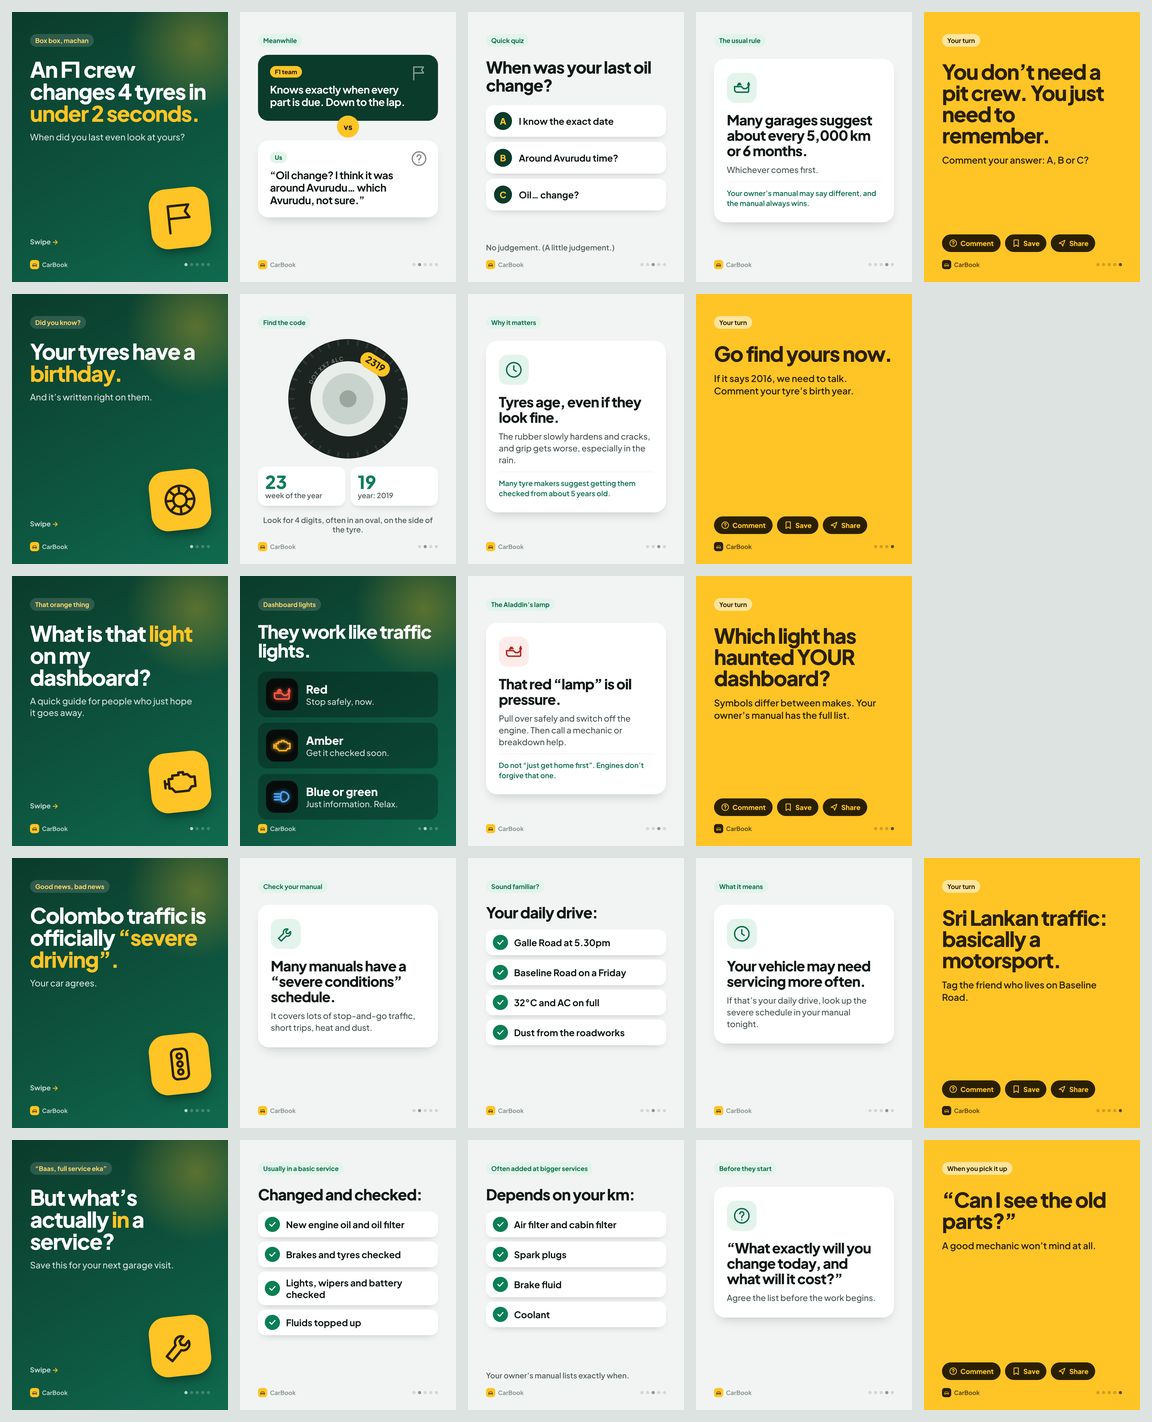 Box box, machan
An F1 crew
changes 4 tyres in
under 2 seconds.
When did you last even look at yours?
Swipe →
CarBook
Meanwhile
F1 team
Knows exactly when every
part is due. Down to the lap.
vs
Us
“Oil change? I think it was
around Avurudu… which
Avurudu, not sure.”
CarBook
Quick quiz
When was your last oil
change?
A I know the exact date
B Around Avurudu time?
C Oil… change?
No judgement. (A little judgement.)
CarBook
The usual rule
Many garages suggest
about every 5,000 km
or 6 months.
Whichever comes first.
Your owner’s manual may say different, and
the manual always wins.
CarBook
Your turn
You don’t need a
pit crew. You just
need to
remember.
Comment your answer: A, B or C?
Comment Save Share
CarBook
Did you know?
Your tyres have a
birthday.
And it’s written right on them.
Swipe →
CarBook
Find the code
2319
23
week of the year
19
year: 2019
Look for 4 digits, often in an oval, on the side of
the tyre.
CarBook
Why it matters
Tyres age, even if they
look fine.
The rubber slowly hardens and cracks,
and grip gets worse, especially in the
rain.
Many tyre makers suggest getting them
checked from about 5 years old.
CarBook
Your turn
Go find yours now.
If it says 2016, we need to talk.
Comment your tyre’s birth year.
Comment Save Share
CarBook
That orange thing
What is that light
on my
dashboard?
A quick guide for people who just hope
it goes away.
Swipe →
CarBook
Dashboard lights
They work like traffic
lights.
Red
Stop safely, now.
Amber
Get it checked soon.
Blue or green
Just information. Relax.
CarBook
The Aladdin’s lamp
That red “lamp” is oil
pressure.
Pull over safely and switch off the
engine. Then call a mechanic or
breakdown help.
Do not “just get home first”. Engines don’t
forgive that one.
CarBook
Your turn
Which light has
haunted YOUR
dashboard?
Symbols differ between makes. Your
owner’s manual has the full list.
Comment Save Share
CarBook
Good news, bad news
Colombo traffic is
officially “severe
driving”.
Your car agrees.
Swipe →
CarBook
Check your manual
Many manuals have a
“severe conditions”
schedule.
It covers lots of stop-and-go traffic,
short trips, heat and dust.
CarBook
Sound familiar?
Your daily drive:
Galle Road at 5.30pm
Baseline Road on a Friday
32°C and AC on full
Dust from the roadworks
CarBook
What it means
Your vehicle may need
servicing more often.
If that’s your daily drive, look up the
severe schedule in your manual
tonight.
CarBook
Your turn
Sri Lankan traffic:
basically a
motorsport.
Tag the friend who lives on Baseline
Road.
Comment Save Share
CarBook
“Baas, full service eka”
But what’s
actually in a
service?
Save this for your next garage visit.
Swipe →
CarBook
Usually in a basic service
Changed and checked:
New engine oil and oil filter
Brakes and tyres checked
Lights, wipers and battery
checked
Fluids topped up
CarBook
Often added at bigger services
Depends on your km:
Air filter and cabin filter
Spark plugs
Brake fluid
Coolant
Your owner’s manual lists exactly when.
CarBook
Before they start
“What exactly will you
change today, and
what will it cost?”
Agree the list before the work begins.
CarBook
When you pick it up
“Can I see the old
parts?”
A good mechanic won’t mind at all.
Comment Save Share
CarBook